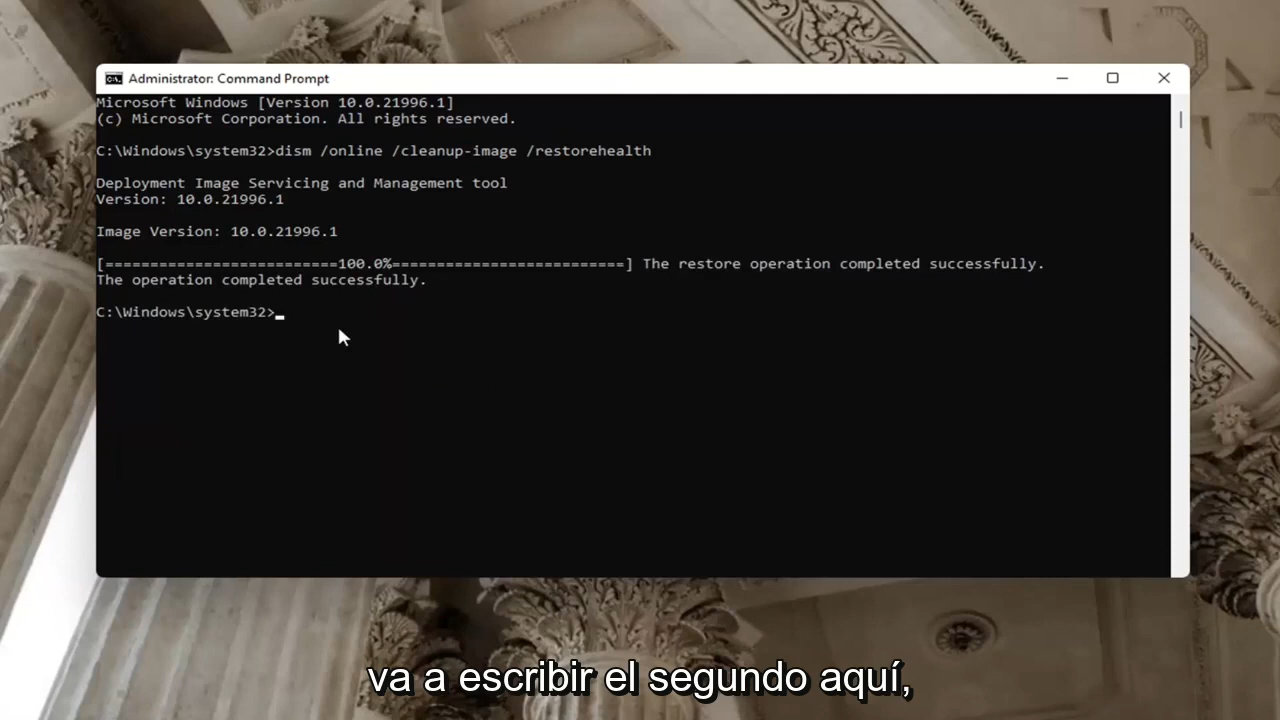 Administrator: Command Prompt
Microsoft Windows [Version 10.0.21996.1]
(c) Microsoft Corporation. All rights reserved.
C:\Windows\system32>dism /online /cleanup-image /restorehealth
Deployment Image Servicing and Management tool
Version: 10.0.21996.1
Image Version: 10.0.21996.1
[==========================100.0%==========================] The restore operation completed successfully.
The operation completed successfully.
C:\Windows\system32>_
va a escribir el segundo aquí,